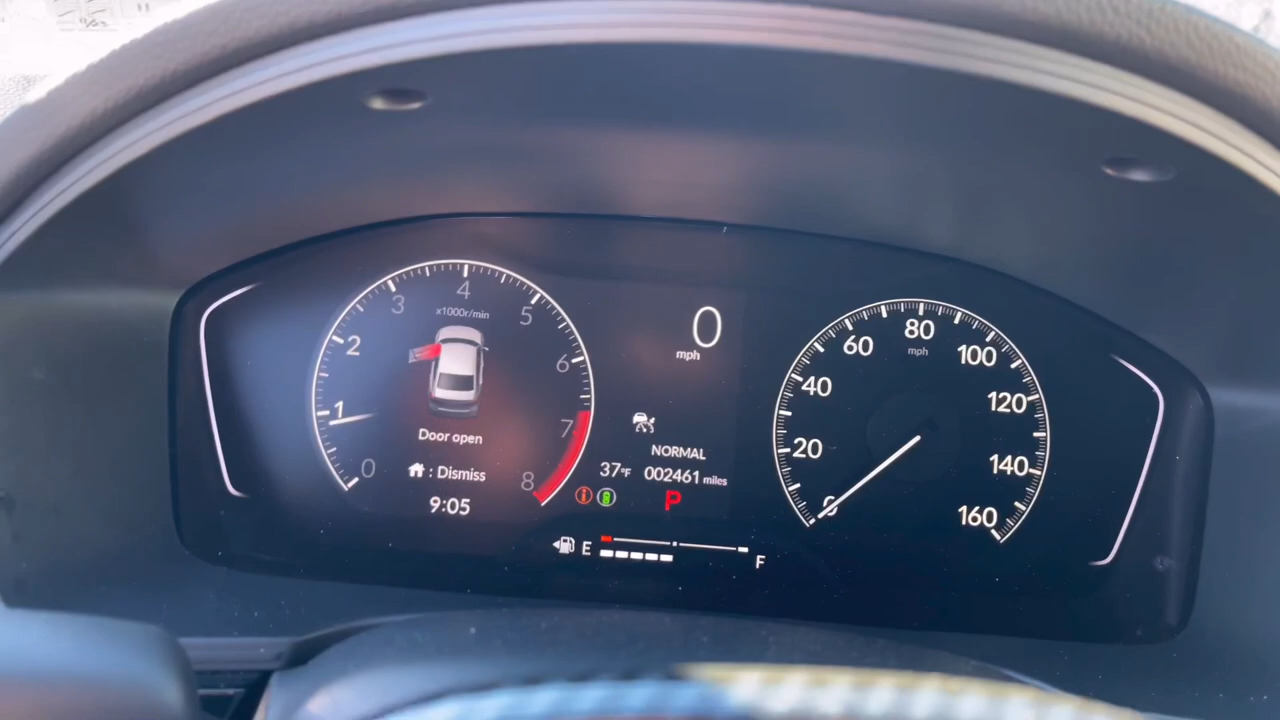 0
1
2
3
4
5
6
7
8
x1000r/min
Door open
: Dismiss
9:05
0
mph
NORMAL
37°F
002461 miles
P
E
F
0
20
40
60
80
100
120
140
160
mph